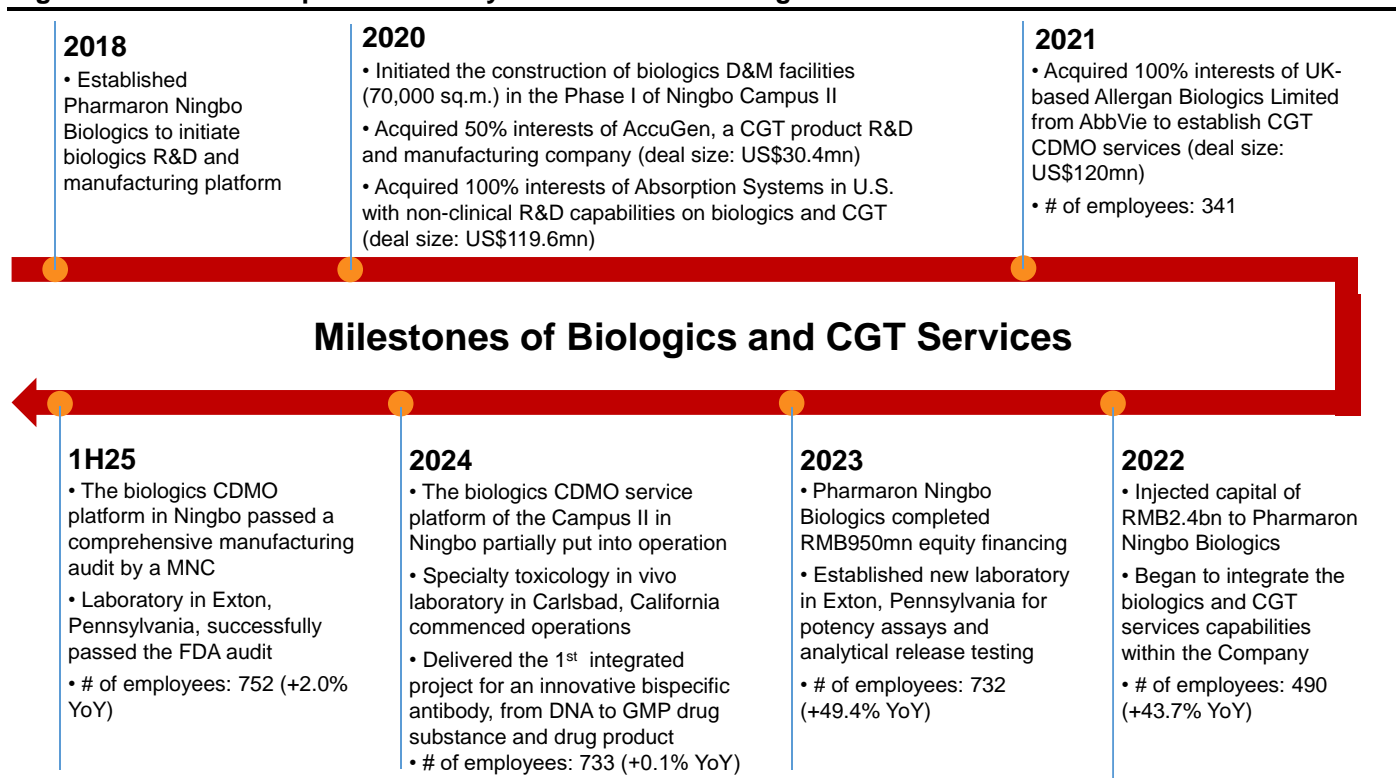 2018
• Established
Pharmaron Ningbo
Biologics to initiate
biologics R&D and
manufacturing platform
2020
• Initiated the construction of biologics D&M facilities
(70,000 sq.m.) in the Phase I of Ningbo Campus II
• Acquired 50% interests of AccuGen, a CGT product R&D
and manufacturing company (deal size: US$30.4mn)
• Acquired 100% interests of Absorption Systems in U.S.
with non-clinical R&D capabilities on biologics and CGT
(deal size: US$119.6mn)
2021
• Acquired 100% interests of UK-
based Allergan Biologics Limited
from AbbVie to establish CGT
CDMO services (deal size:
US$120mn)
• # of employees: 341
Milestones of Biologics and CGT Services
1H25
• The biologics CDMO
platform in Ningbo passed a
comprehensive manufacturing
audit by a MNC
• Laboratory in Exton,
Pennsylvania, successfully
passed the FDA audit
• # of employees: 752 (+2.0%
YoY)
2024
• The biologics CDMO service
platform of the Campus II in
Ningbo partially put into operation
• Specialty toxicology in vivo
laboratory in Carlsbad, California
commenced operations
• Delivered the 1st integrated
project for an innovative bispecific
antibody, from DNA to GMP drug
substance and drug product
• # of employees: 733 (+0.1% YoY)
2023
• Pharmaron Ningbo
Biologics completed
RMB950mn equity financing
• Established new laboratory
in Exton, Pennsylvania for
potency assays and
analytical release testing
• # of employees: 732
(+49.4% YoY)
2022
• Injected capital of
RMB2.4bn to Pharmaron
Ningbo Biologics
• Began to integrate the
biologics and CGT
services capabilities
within the Company
• # of employees: 490
(+43.7% YoY)